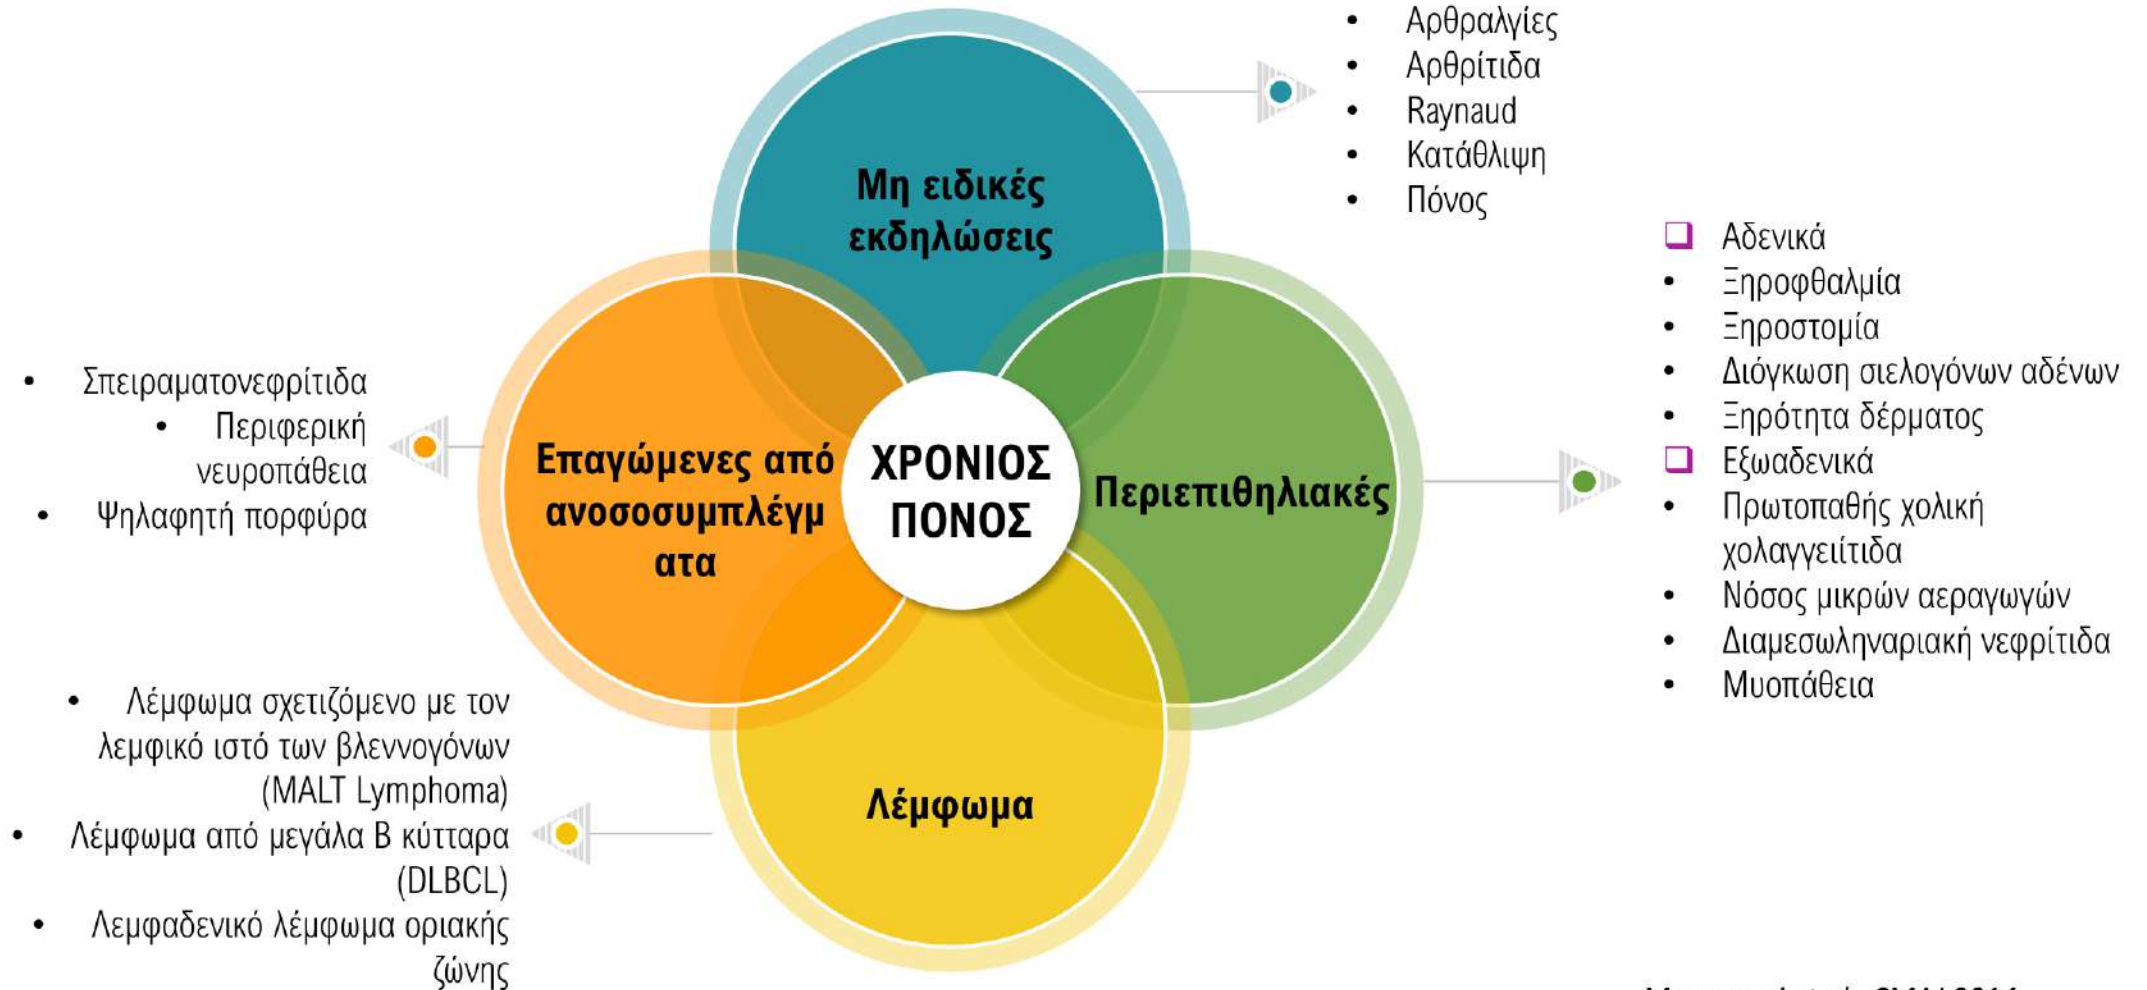 • Αρθραλγίες
• Αρθρίτιδα
• Raynaud
• Κατάθλιψη
• Πόνος
Μη ειδικές
εκδηλώσεις
❑ Αδενικά
• Ξηροφθαλμία
• Ξηροστομία
• Διόγκωση σιελογόνων αδένων
• Ξηρότητα δέρματος
❑ Εξωαδενικά
• Πρωτοπαθής χολική
χολαγγειίτιδα
• Νόσος μικρών αεραγωγών
• Διαμεσωληναριακή νεφρίτιδα
• Μυοπάθεια
• Σπειραματονεφρίτιδα
• Περιφερική
νευροπάθεια
• Ψηλαφητή πορφύρα
Επαγώμενες από
ανοσοσυμπλέγμ
ατα
ΧΡΟΝΙΟΣ
ΠΟΝΟΣ
Περιεπιθηλιακές
• Λέμφωμα σχετιζόμενο με τον
λεμφικό ιστό των βλεννογόνων
(MALT Lymphoma)
• Λέμφωμα από μεγάλα Β κύτταρα
(DLBCL)
• Λεμφαδενικό λέμφωμα οριακής
ζώνης
Λέμφωμα